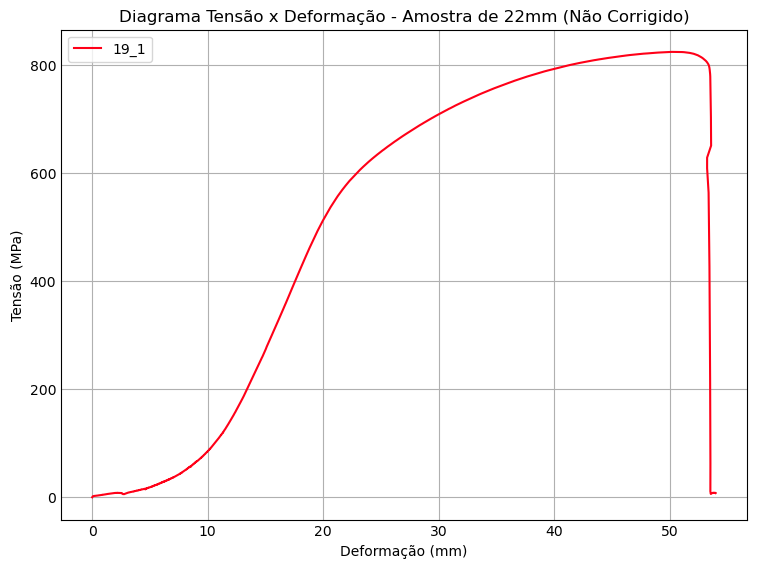 Diagrama Tensão x Deformação - Amostra de 22mm (Não Corrigido)
19_1
800
600
400
200
0
Tensão (MPa)
0 10 20 30 40 50
Deformação (mm)